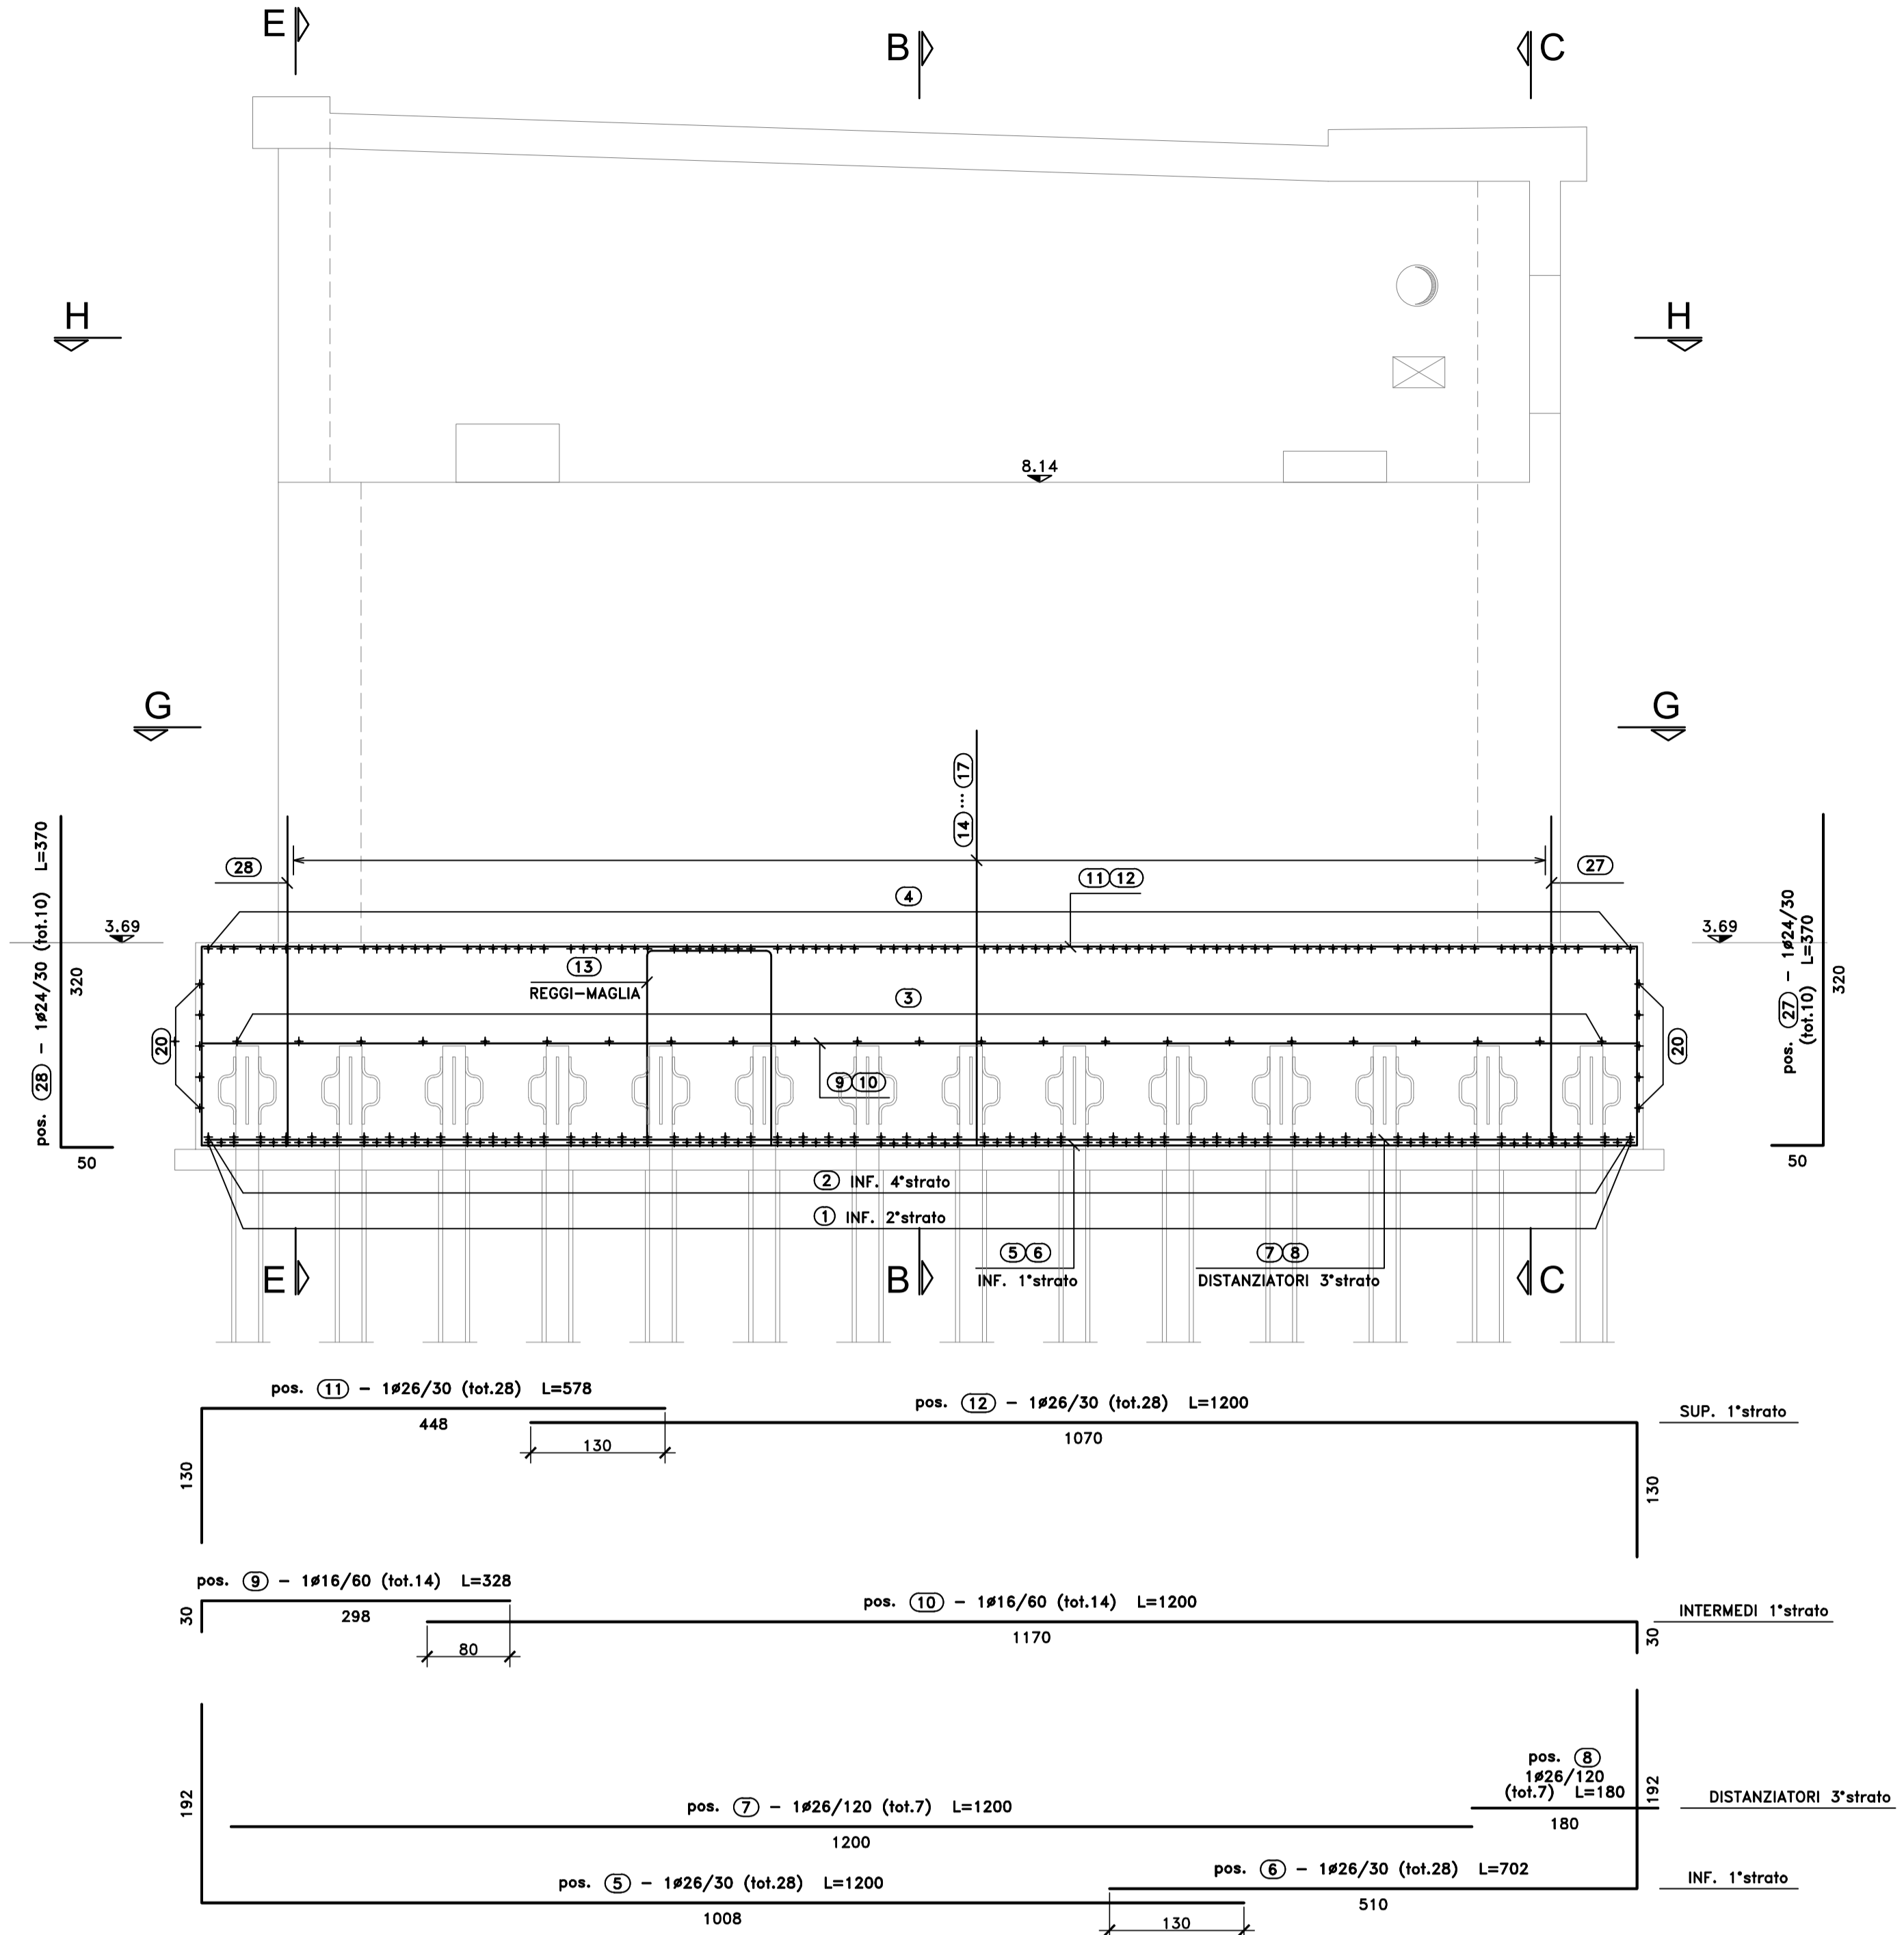 E
B
C
H
H
8.14
G
G
14 ... 17
28
27
11 12
4
3.69
3.69
pos. 28 – 1ø24/30 (tot.10) L=370
320
50
13
REGGI–MAGLIA
3
20
20
9 10
pos. 27 – 1ø24/30
(tot.10) L=370
320
50
2 INF. 4°strato
1 INF. 2°strato
5 6
INF. 1°strato
7 8
DISTANZIATORI 3°strato
E
B
C
pos. 11 – 1ø26/30 (tot.28) L=578
448
130
130
pos. 12 – 1ø26/30 (tot.28) L=1200
1070
130
SUP. 1°strato
pos. 9 – 1ø16/60 (tot.14) L=328
298
30
80
pos. 10 – 1ø16/60 (tot.14) L=1200
1170
30
INTERMEDI 1°strato
192
pos. 7 – 1ø26/120 (tot.7) L=1200
1200
pos. 8
1ø26/120
(tot.7) L=180
180
192
DISTANZIATORI 3°strato
pos. 5 – 1ø26/30 (tot.28) L=1200
1008
pos. 6 – 1ø26/30 (tot.28) L=702
510
130
INF. 1°strato